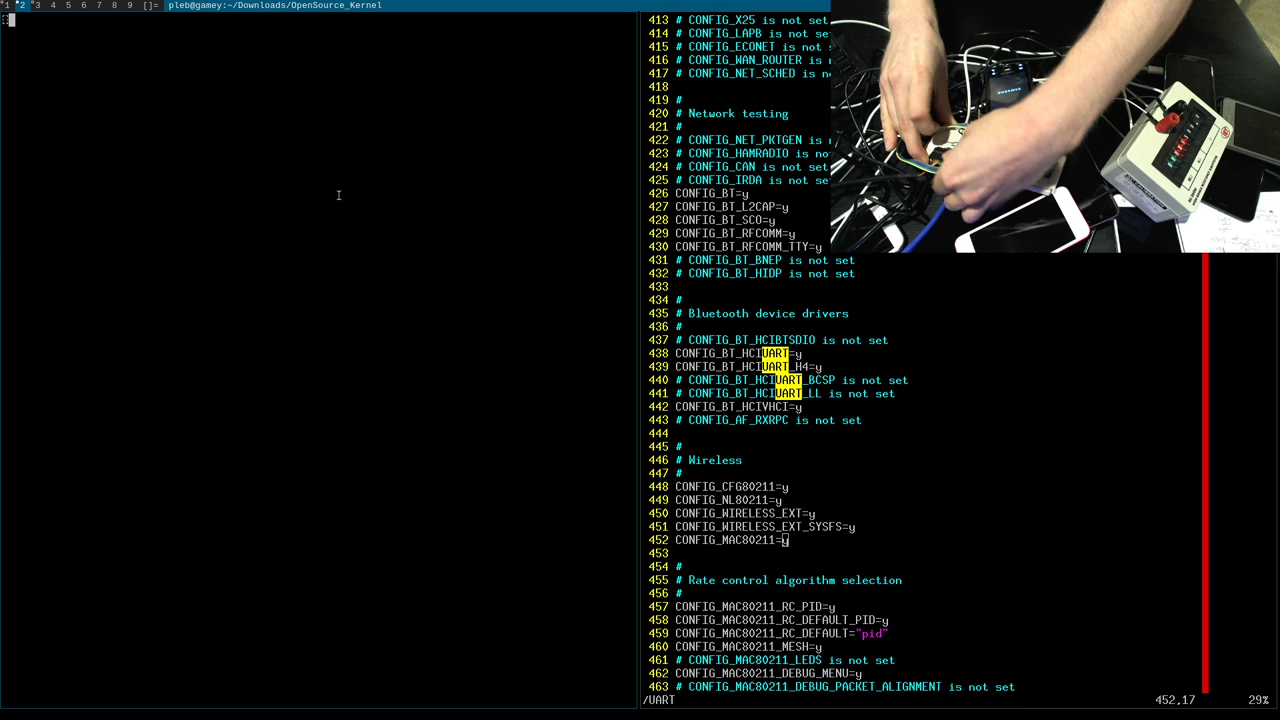 1 2 3 4 5 6 7 8 9 []= pleb@gamey:~/Downloads/OpenSource_Kernel
413 # CONFIG_X25 is not set
414 # CONFIG_LAPB is not set
415 # CONFIG_ECONET is not
416 # CONFIG_WAN_ROUTER is
417 # CONFIG_NET_SCHED is
418
419 #
420 # Network testing
421 #
422 # CONFIG_NET_PKTGEN is
423 # CONFIG_HAMRADIO is
424 # CONFIG_CAN is not set
425 # CONFIG_IRDA is not set
426 CONFIG_BT=y
427 CONFIG_BT_L2CAP=y
428 CONFIG_BT_SCO=y
429 CONFIG_BT_RFCOMM=y
430 CONFIG_BT_RFCOMM_TTY=y
431 # CONFIG_BT_BNEP is not set
432 # CONFIG_BT_HIDP is not set
433
434 #
435 # Bluetooth device drivers
436 #
437 # CONFIG_BT_HCIBTSDIO is not set
438 CONFIG_BT_HCIUART=y
439 CONFIG_BT_HCIUART_H4=y
440 # CONFIG_BT_HCIUART_BCSP is not set
441 # CONFIG_BT_HCIUART_LL is not set
442 CONFIG_BT_HCIVHCI=y
443 # CONFIG_AF_RXRPC is not set
444
445 #
446 # Wireless
447 #
448 CONFIG_CFG80211=y
449 CONFIG_NL80211=y
450 CONFIG_WIRELESS_EXT=y
451 CONFIG_WIRELESS_EXT_SYSFS=y
452 CONFIG_MAC80211=y
453
454 #
455 # Rate control algorithm selection
456 #
457 CONFIG_MAC80211_RC_PID=y
458 CONFIG_MAC80211_RC_DEFAULT_PID=y
459 CONFIG_MAC80211_RC_DEFAULT="pid"
460 CONFIG_MAC80211_MESH=y
461 # CONFIG_MAC80211_LEDS is not set
462 CONFIG_MAC80211_DEBUG_MENU=y
463 # CONFIG_MAC80211_DEBUG_PACKET_ALIGNMENT is not set
/UART 452,17 29%